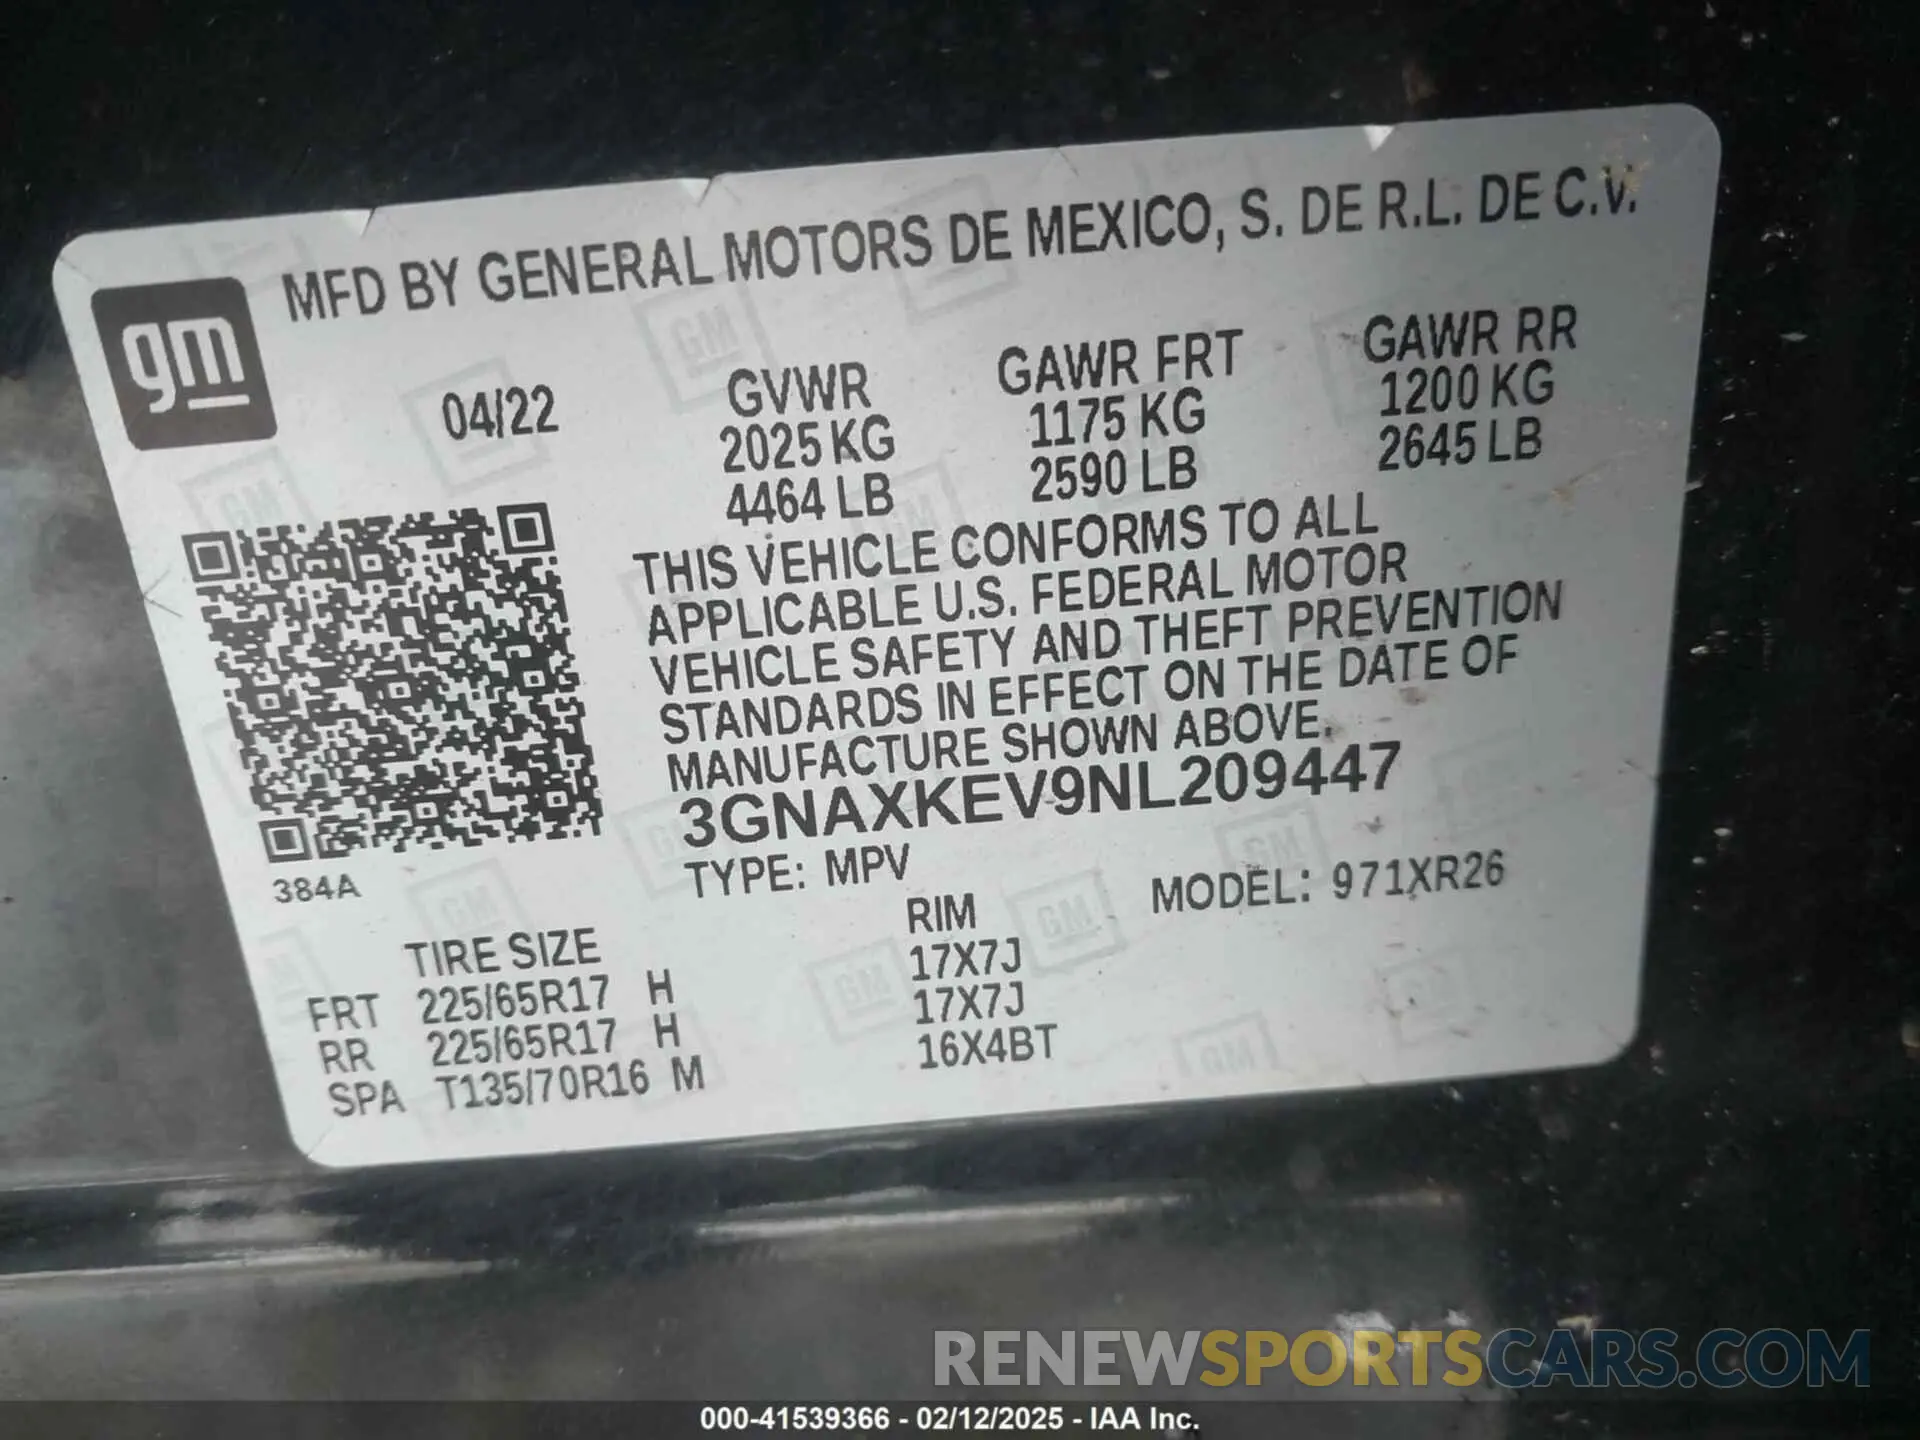 MFD BY GENERAL MOTORS DE MEXICO, S. DE R.L. DE C.V.
gm
04/22
GVWR
2025 KG
4464 LB
GAWR FRT
1175 KG
2590 LB
GAWR RR
1200 KG
2645 LB
THIS VEHICLE CONFORMS TO ALL
APPLICABLE U.S. FEDERAL MOTOR
VEHICLE SAFETY AND THEFT PREVENTION
STANDARDS IN EFFECT ON THE DATE OF
MANUFACTURE SHOWN ABOVE.
3GNAXKEV9NL209447
384A
TYPE: MPV
MODEL: 971XR26
TIRE SIZE
RIM
FRT 225/65R17 H 17X7J
RR 225/65R17 H 17X7J
SPA T135/70R16 M 16X4BT
RENEWSPORTSCARS.COM
000-41539366 - 02/12/2025 - IAA Inc.